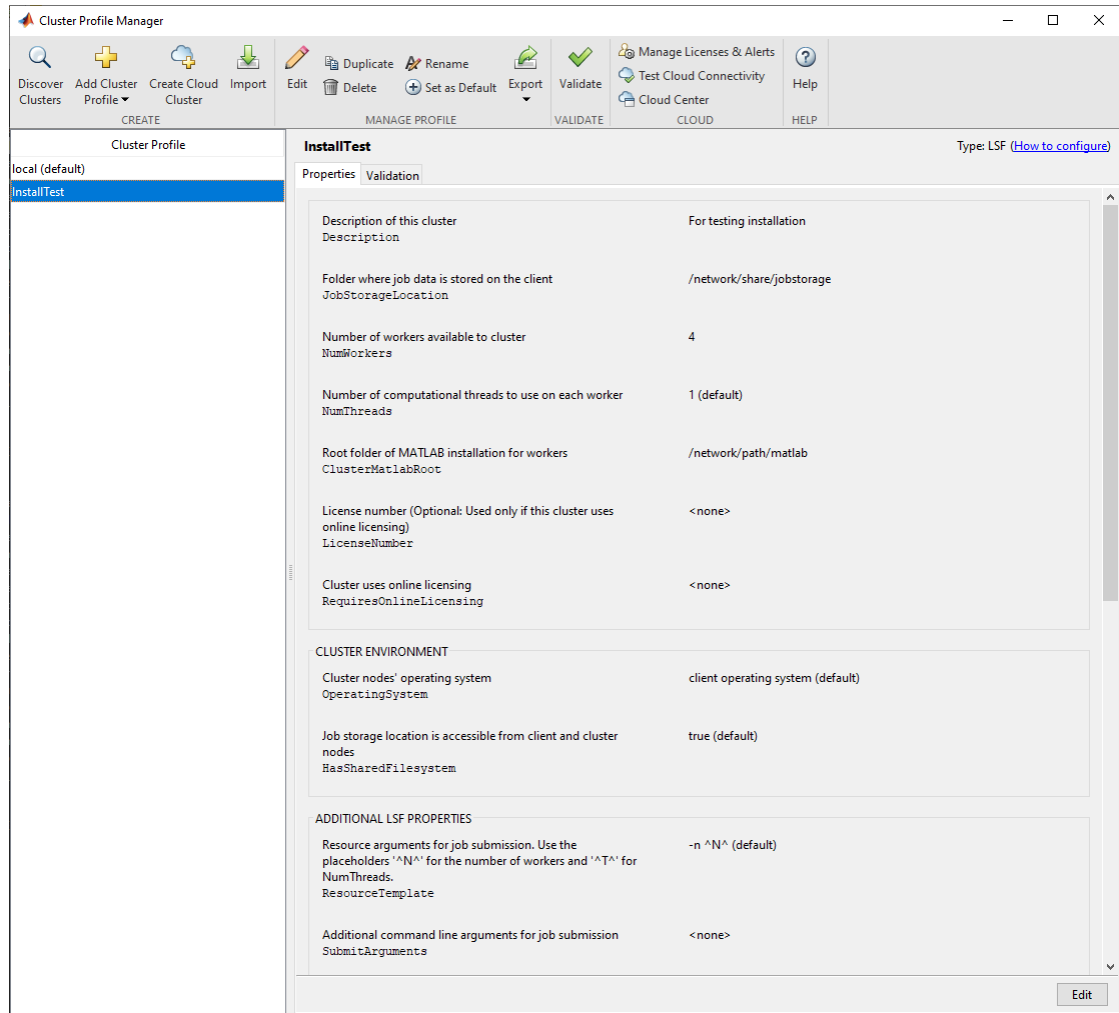 Cluster Profile Manager
Discover Clusters
Add Cluster Profile
Create Cloud Cluster
Import
CREATE
Edit
Duplicate
Delete
Rename
Set as Default
Export
MANAGE PROFILE
Validate
VALIDATE
Manage Licenses & Alerts
Test Cloud Connectivity
Cloud Center
CLOUD
Help
HELP
Cluster Profile
local (default)
InstallTest
InstallTest
Type: LSF (How to configure)
Properties Validation
Description of this cluster For testing installation
Description
Folder where job data is stored on the client /network/share/jobstorage
JobStorageLocation
Number of workers available to cluster 4
NumWorkers
Number of computational threads to use on each worker 1 (default)
NumThreads
Root folder of MATLAB installation for workers /network/path/matlab
ClusterMatlabRoot
License number (Optional: Used only if this cluster uses <none>
online licensing)
LicenseNumber
Cluster uses online licensing <none>
RequiresOnlineLicensing
CLUSTER ENVIRONMENT
Cluster nodes' operating system client operating system (default)
OperatingSystem
Job storage location is accessible from client and cluster true (default)
nodes
HasSharedFilesystem
ADDITIONAL LSF PROPERTIES
Resource arguments for job submission. Use the -n ^N^ (default)
placeholders '^N^' for the number of workers and '^T^' for
NumThreads.
ResourceTemplate
Additional command line arguments for job submission <none>
SubmitArguments
Edit